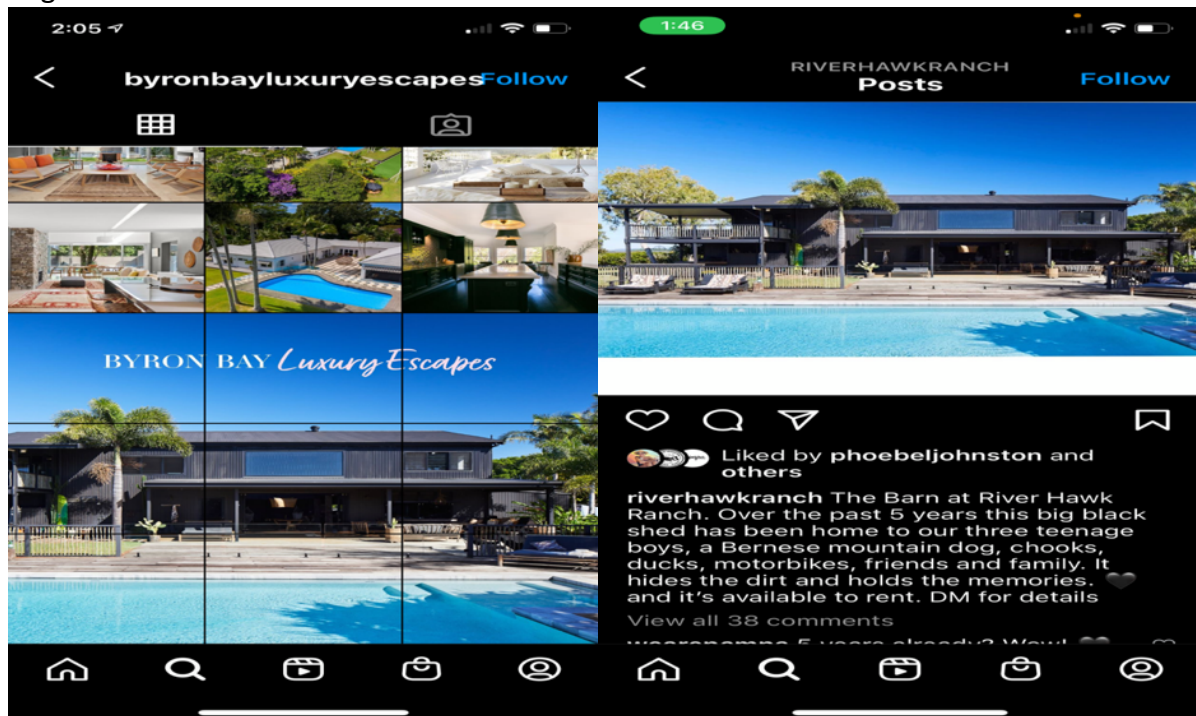 2:05
byronbayluxuryescapes Follow
BYRON BAY Luxury Escapes
1:46
RIVERHAWKRANCH
Posts
Follow
Liked by phoebeljohnston and
others
riverhawkranch The Barn at River Hawk
Ranch. Over the past 5 years this big black
shed has been home to our three teenage
boys, a Bernese mountain dog, chooks,
ducks, motorbikes, friends and family. It
hides the dirt and holds the memories. 🖤
and it's available to rent. DM for details
View all 38 comments
5 years already? Wow! 🖤